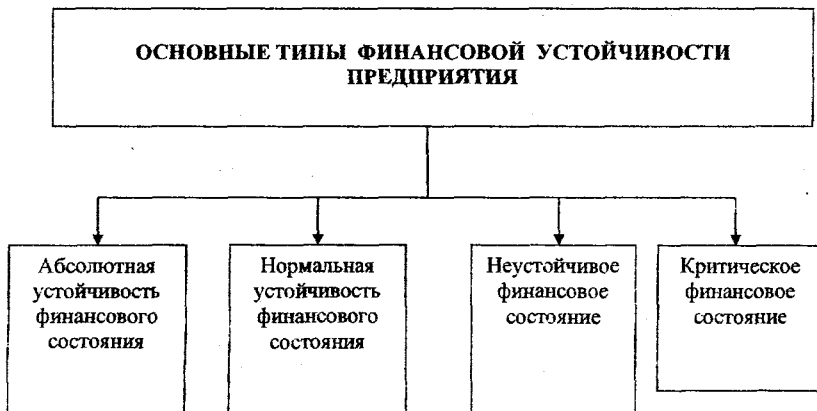 ОСНОВНЫЕ ТИПЫ ФИНАНСОВОЙ УСТОЙЧИВОСТИ
ПРЕДПРИЯТИЯ
Абсолютная
устойчивость
финансового
состояния
Нормальная
устойчивость
финансового
состояния
Неустойчивое
финансовое
состояние
Критическое
финансовое
состояние